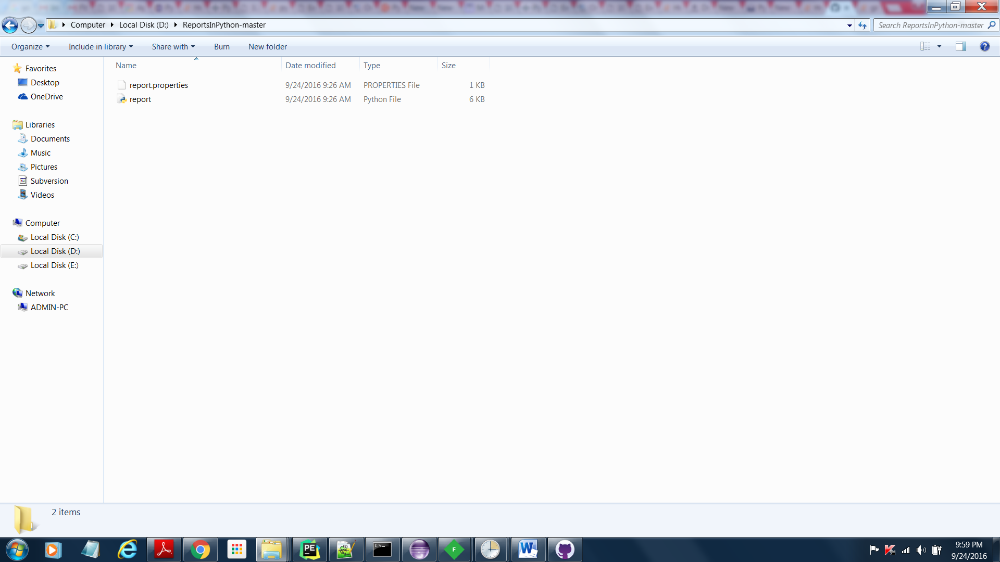 Computer Local Disk (D:) ReportsInPython-master
Search ReportsInPython-master
Organize Include in library Share with Burn New folder
Name Date modified Type Size
report.properties 9/24/2016 9:26 AM PROPERTIES File 1 KB
report 9/24/2016 9:26 AM Python File 6 KB
Favorites
Desktop
OneDrive
Libraries
Documents
Music
Pictures
Subversion
Videos
Computer
Local Disk (C:)
Local Disk (D:)
Local Disk (E:)
Network
ADMIN-PC
2 items
PE
F
W
9:59 PM
9/24/2016